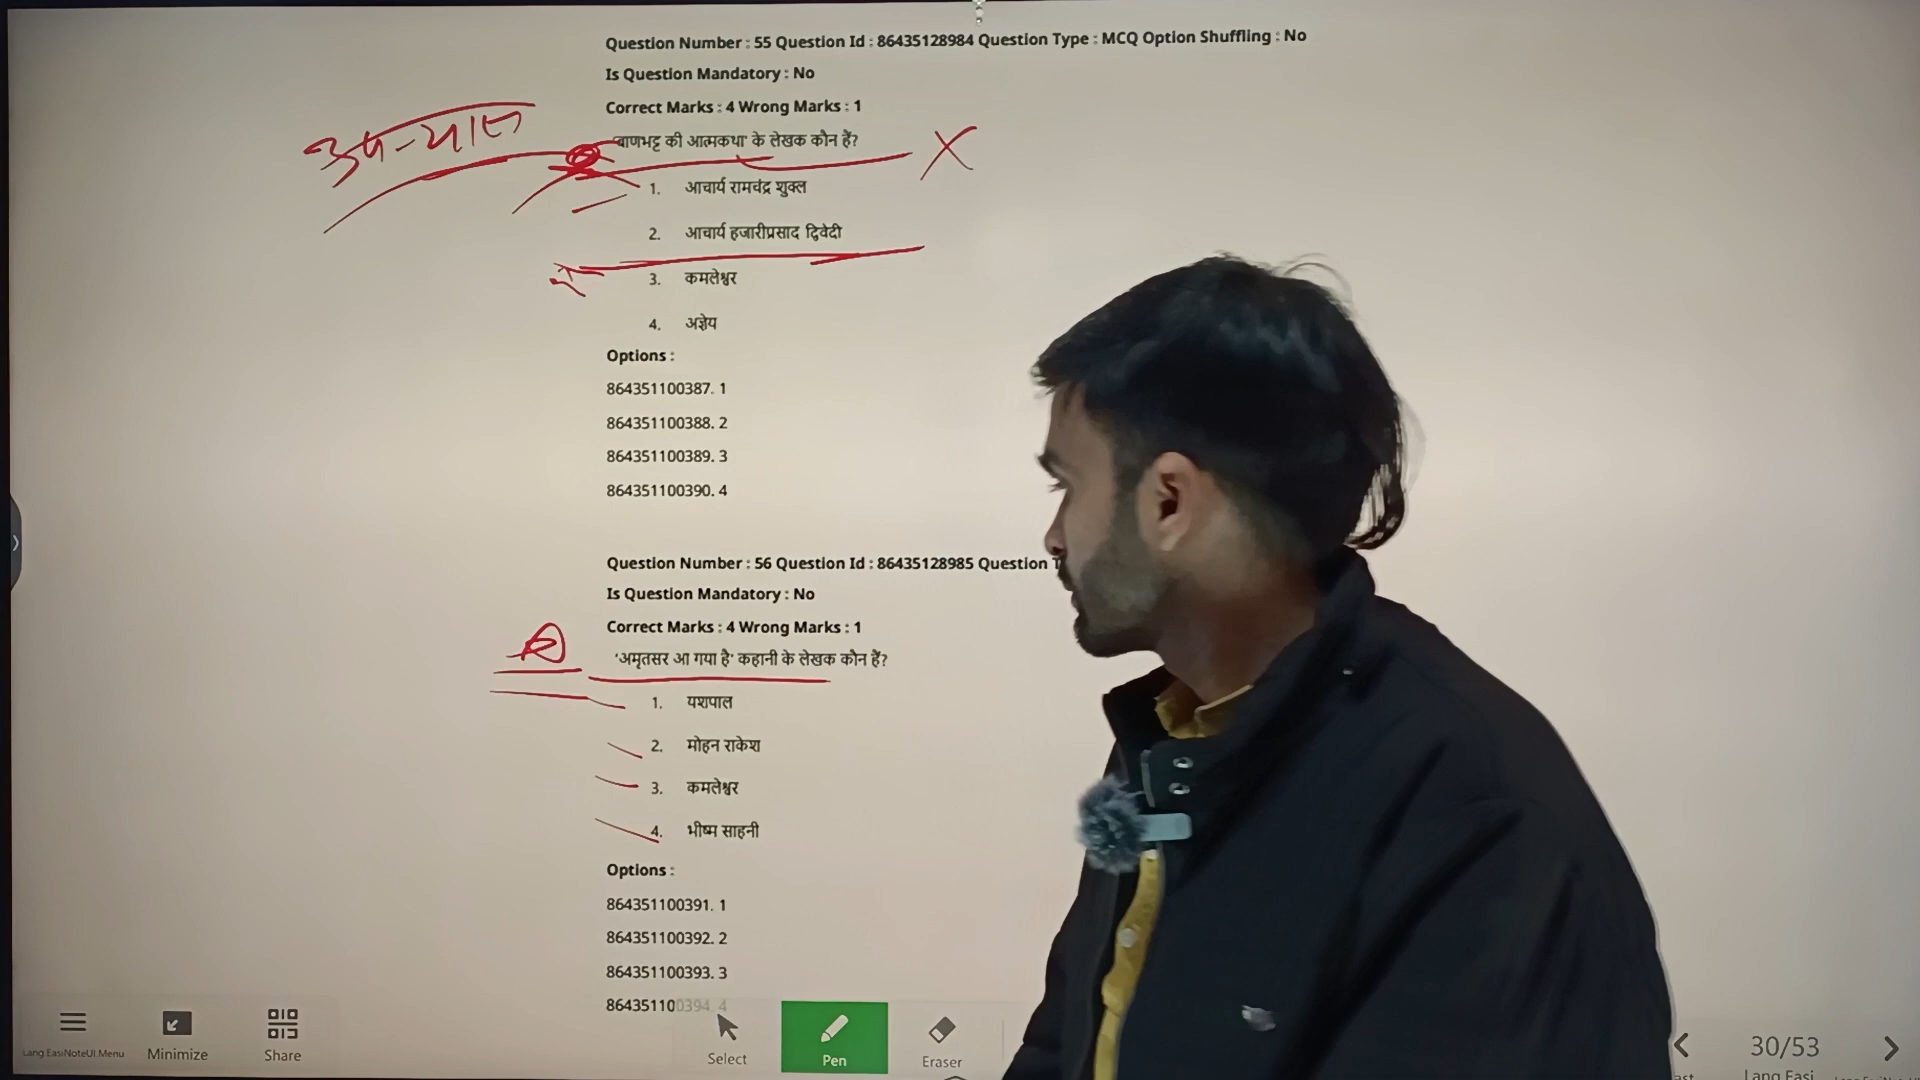 Question Number : 55 Question Id : 86435128984 Question Type : MCQ Option Shuffling : No
Is Question Mandatory : No
Correct Marks : 4 Wrong Marks : 1
उपन्यास
'बाणभट्ट की आत्मकथा' के लेखक कौन हैं?
1. आचार्य रामचंद्र शुक्ल
2. आचार्य हजारीप्रसाद द्विवेदी
3. कमलेश्वर
4. अज्ञेय
Options :
864351100387. 1
864351100388. 2
864351100389. 3
864351100390. 4
Question Number : 56 Question Id : 86435128985 Question
Is Question Mandatory : No
Correct Marks : 4 Wrong Marks : 1
'अमृतसर आ गया है' कहानी के लेखक कौन हैं?
1. यशपाल
2. मोहन राकेश
3. कमलेश्वर
4. भीष्म साहनी
Options :
864351100391. 1
864351100392. 2
864351100393. 3
864351100394. 4
Lang EasiNoteUI.Menu Minimize Share Select Pen Eraser 30/53
Lang Easi